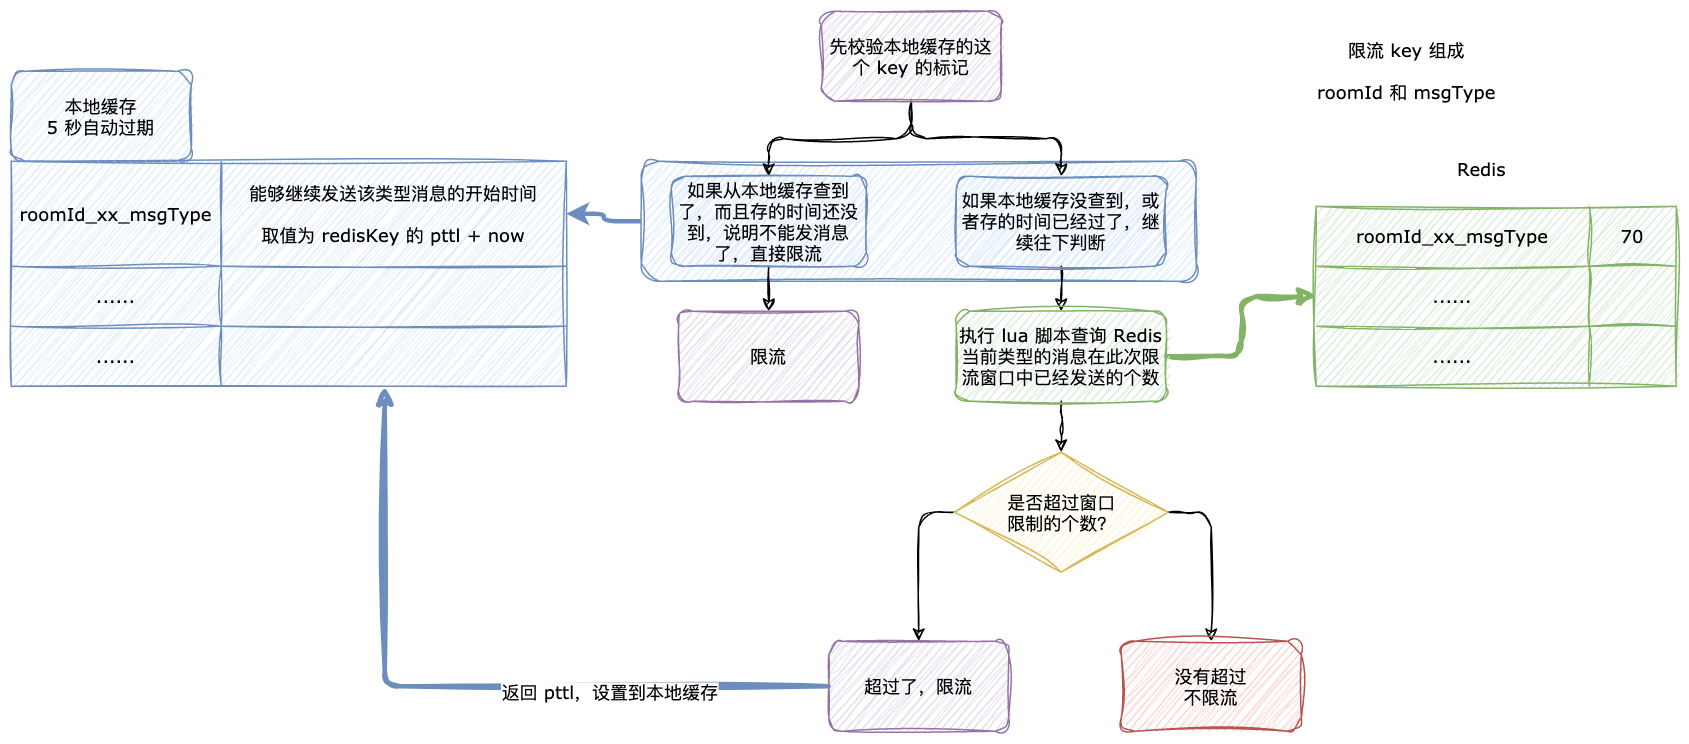 先校验本地缓存的这
个 key 的标记
限流 key 组成
roomId 和 msgType
本地缓存
5 秒自动过期
roomId_xx_msgType
能够继续发送该类型消息的开始时间
取值为 redisKey 的 pttl + now
......
......
如果从本地缓存查到
了，而且存的时间还没
到，说明不能发消息
了，直接限流
如果本地缓存没查到，或
者存的时间已经过了，继
续往下判断
Redis
roomId_xx_msgType
70
......
......
限流
执行 lua 脚本查询 Redis
当前类型的消息在此次限
流窗口中已经发送的个数
是否超过窗口
限制的个数?
返回 pttl，设置到本地缓存
超过了，限流
没有超过
不限流